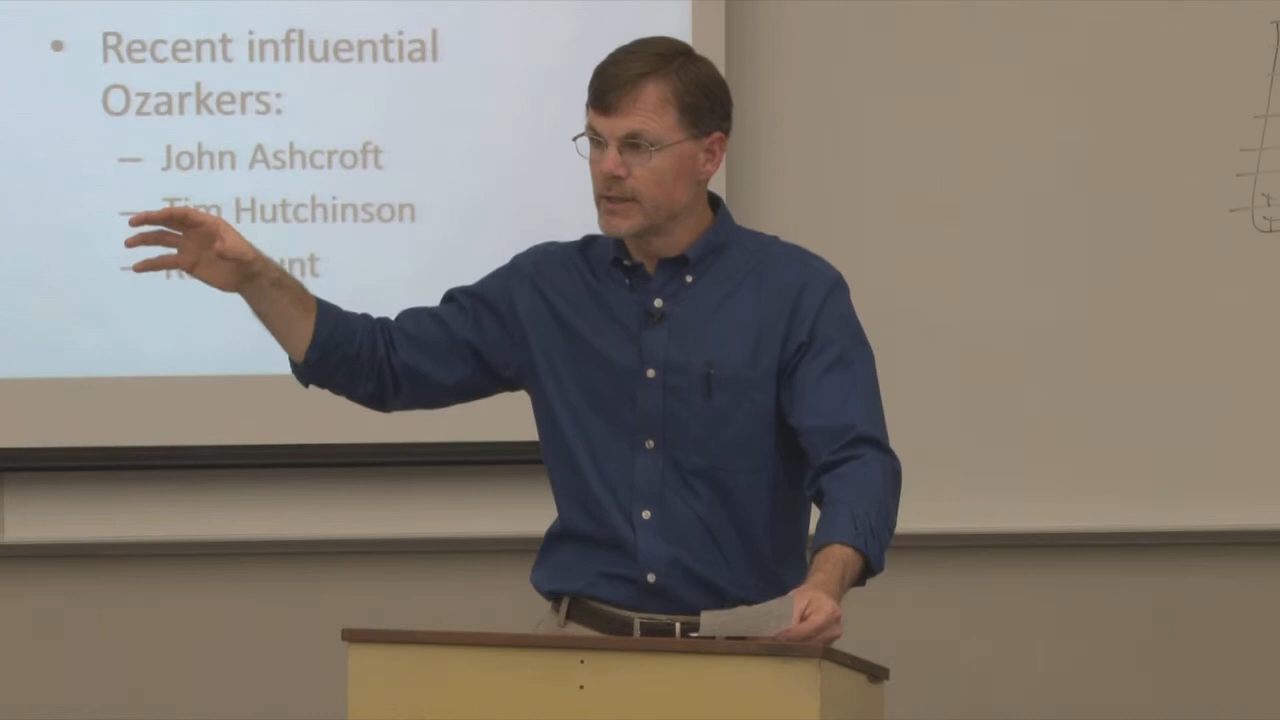 • Recent influential
Ozarkers:
– John Ashcroft
– Tim Hutchinson
–